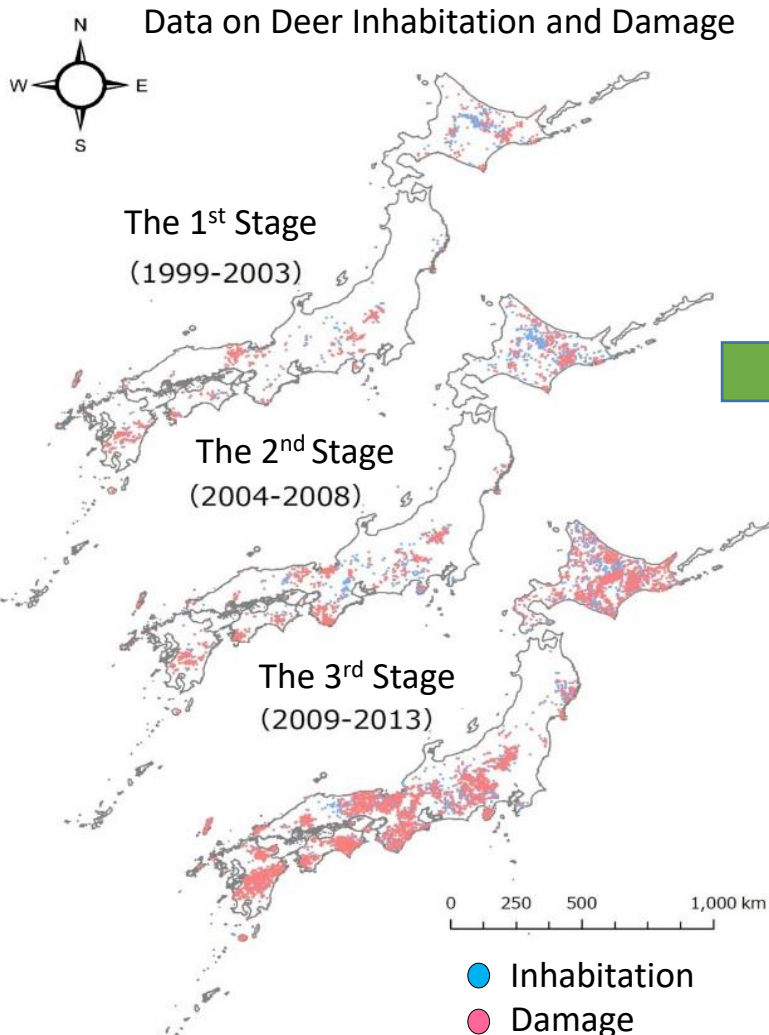 Data on Deer Inhabitation and Damage
N
W E
S
The 1st Stage
(1999-2003)
The 2nd Stage
(2004-2008)
The 3rd Stage
(2009-2013)
0 250 500 1,000 km
Inhabitation
Damage